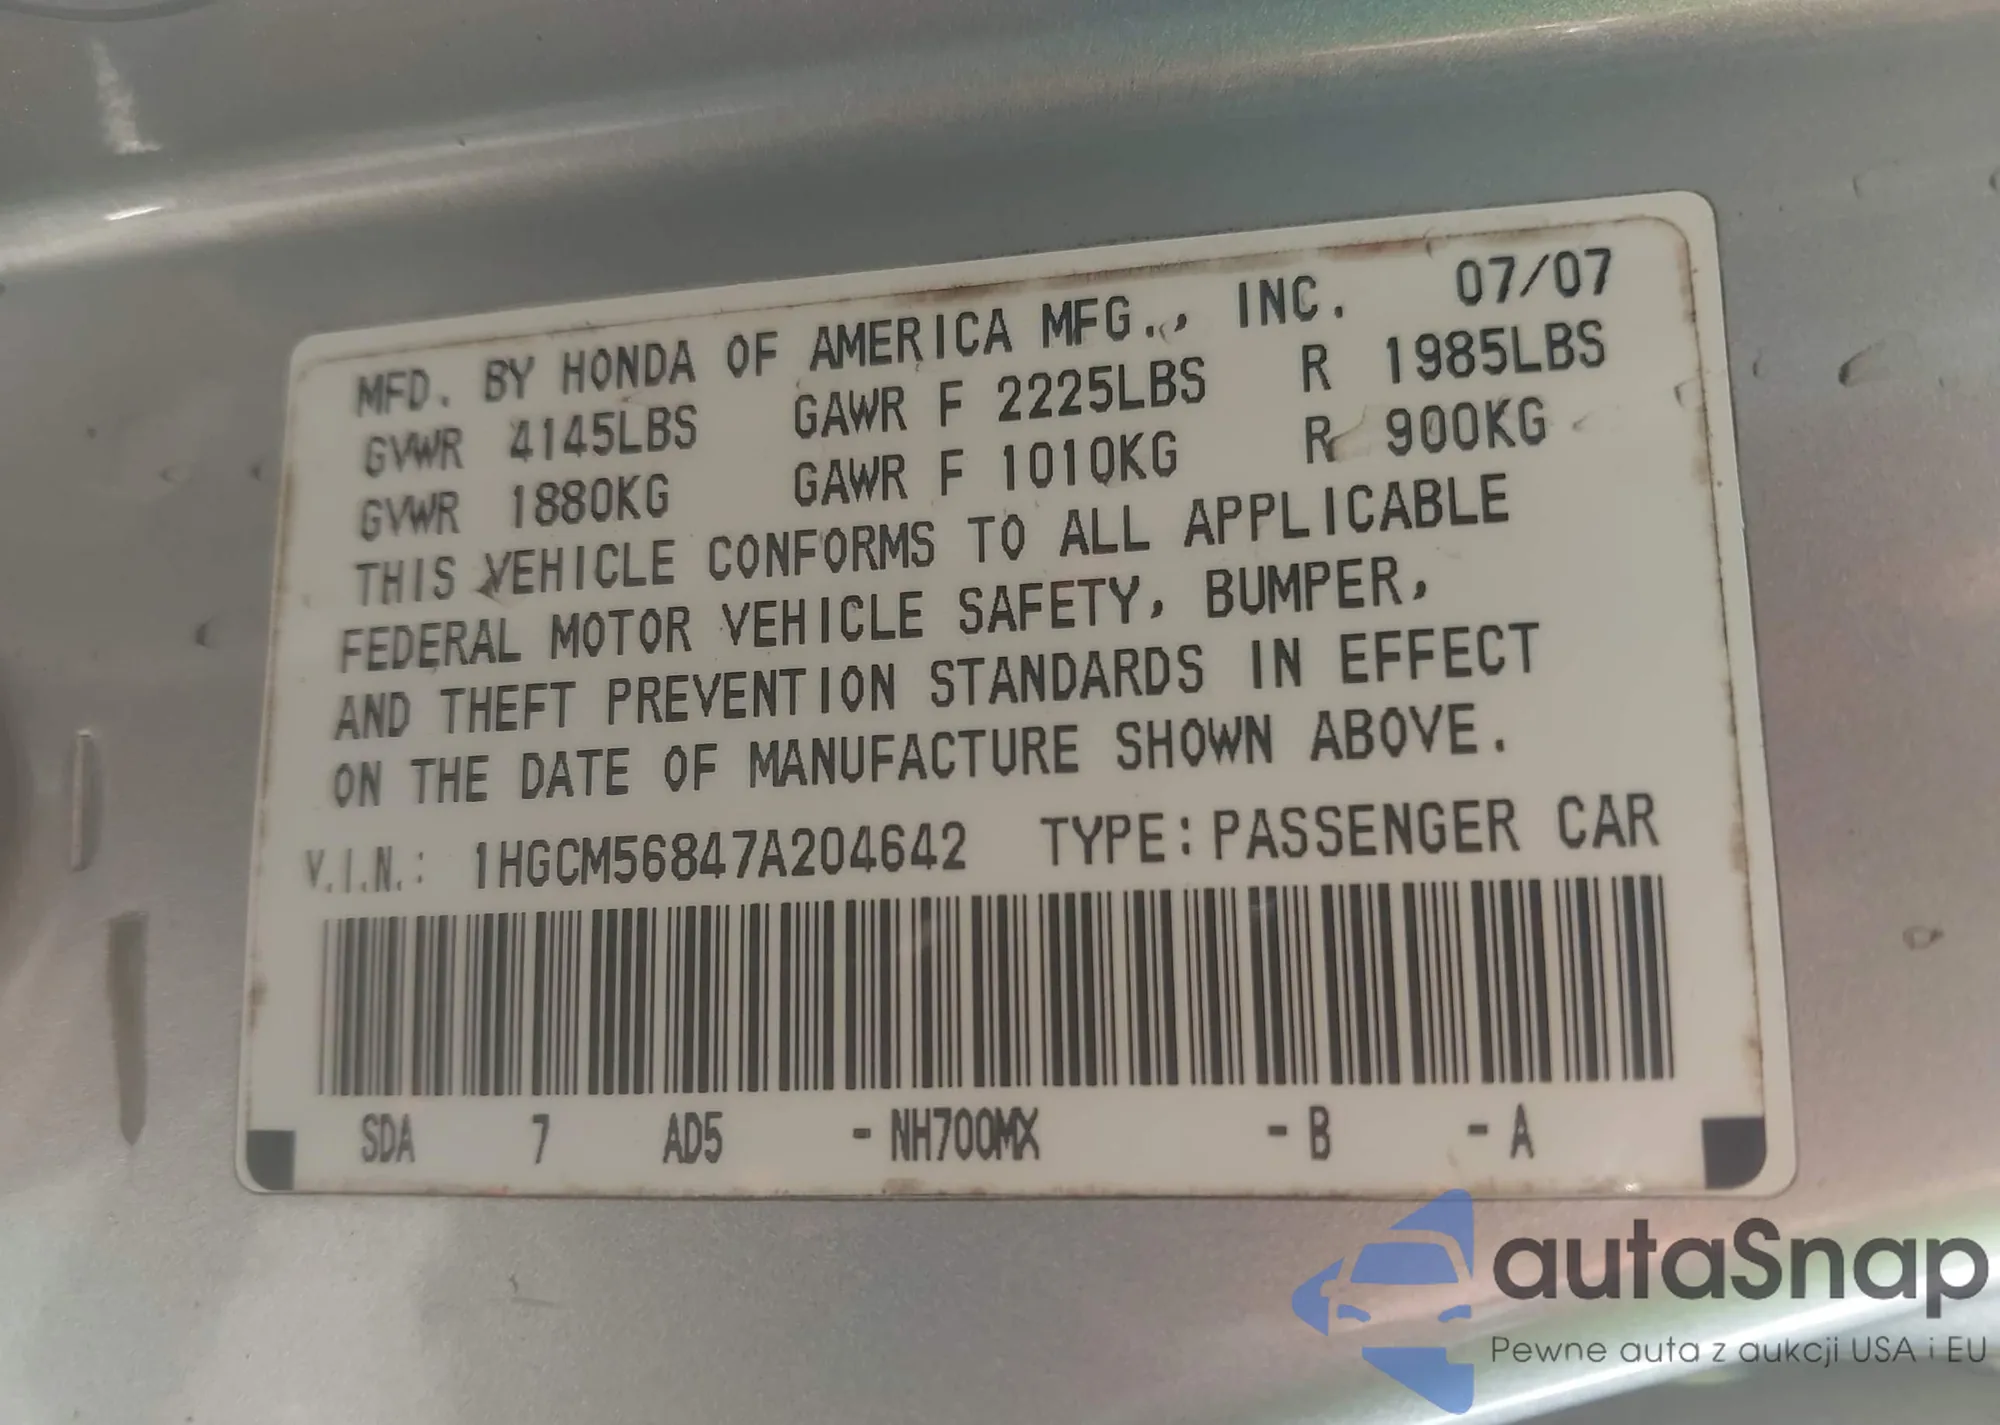 MFD. BY HONDA OF AMERICA MFG., INC. 07/07
GVWR 4145LBS GAWR F 2225LBS R 1985LBS
GVWR 1880KG GAWR F 1010KG R 900KG
THIS VEHICLE CONFORMS TO ALL APPLICABLE
FEDERAL MOTOR VEHICLE SAFETY, BUMPER,
AND THEFT PREVENTION STANDARDS IN EFFECT
ON THE DATE OF MANUFACTURE SHOWN ABOVE.
V.I.N.: 1HGCM56847A204642 TYPE: PASSENGER CAR
SDA 7 AD5 - NH700MX - B - A
autaSnap
Pewne auta z aukcji USA i EU